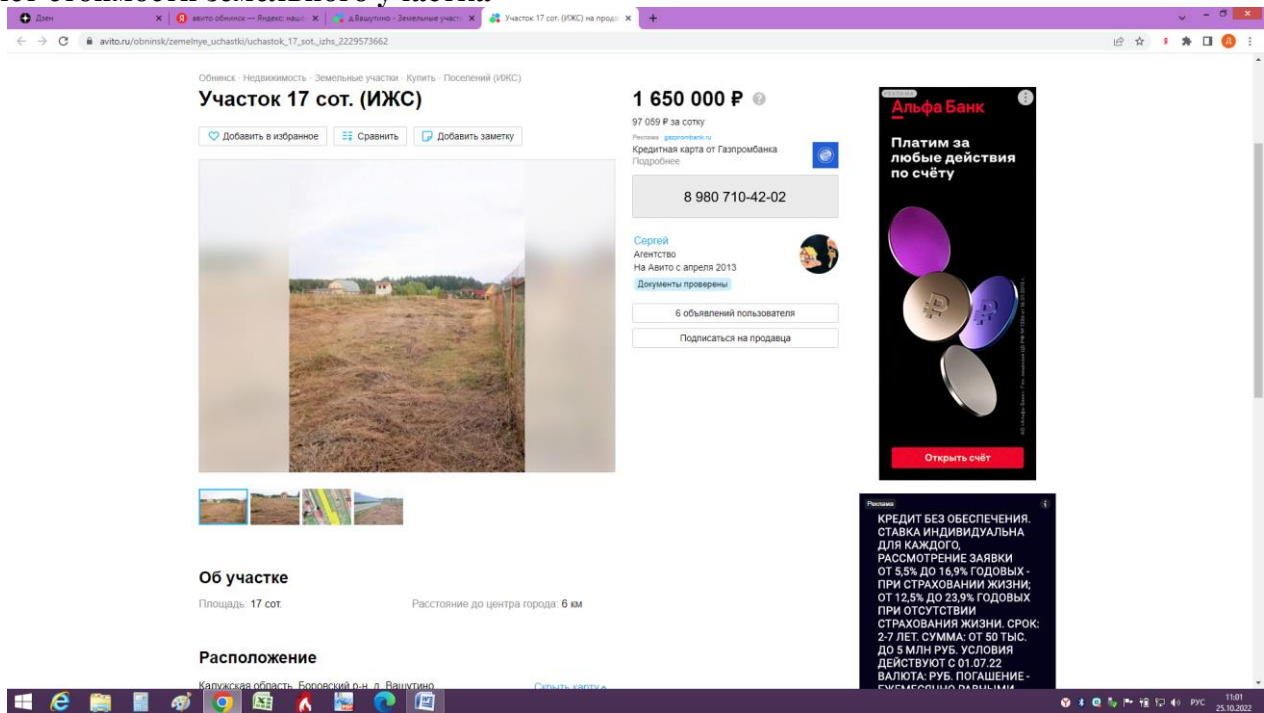 чет стоимости земельного участка
Дзен
авито обнинск — Яндекс: наш
д.Вашутино - Земельные участ
Участок 17 сот. (ИЖС) на прода
avito.ru/obninsk/zemelnye_uchastki/uchastok_17_sot._izhs_2229573662
Обнинск · Недвижимость · Земельные участки · Купить · Поселений (ИЖС)
Участок 17 сот. (ИЖС)
Добавить в избранное
Сравнить
Добавить заметку
1 650 000 ₽
97 059 ₽ за сотку
Реклама gazprombank.ru
Кредитная карта от Газпромбанка
Подробнее
8 980 710-42-02
Сергей
Агентство
На Авито с апреля 2013
Документы проверены
6 объявлений пользователя
Подписаться на продавца
РЕКЛАМА
Альфа Банк
Платим за
любые действия
по счёту
Открыть счёт
Об участке
Площадь: 17 сот.
Расстояние до центра города: 6 км
Расположение
Калужская область, Боровский р-н, д. Вашутино
Скрыть карту
Реклама
КРЕДИТ БЕЗ ОБЕСПЕЧЕНИЯ.
СТАВКА ИНДИВИДУАЛЬНА
ДЛЯ КАЖДОГО,
РАССМОТРЕНИЕ ЗАЯВКИ
ОТ 5,5% ДО 16,9% ГОДОВЫХ -
ПРИ СТРАХОВАНИИ ЖИЗНИ;
ОТ 12,5% ДО 23,9% ГОДОВЫХ
ПРИ ОТСУТСТВИИ
СТРАХОВАНИЯ ЖИЗНИ. СРОК:
2-7 ЛЕТ. СУММА: ОТ 50 ТЫС.
ДО 5 МЛН РУБ. УСЛОВИЯ
ДЕЙСТВУЮТ С 01.07.22
ВАЛЮТА: РУБ. ПОГАШЕНИЕ -
ЕЖЕМЕСЯЧНО РАВНЫМИ
РУС
11:01
25.10.2022